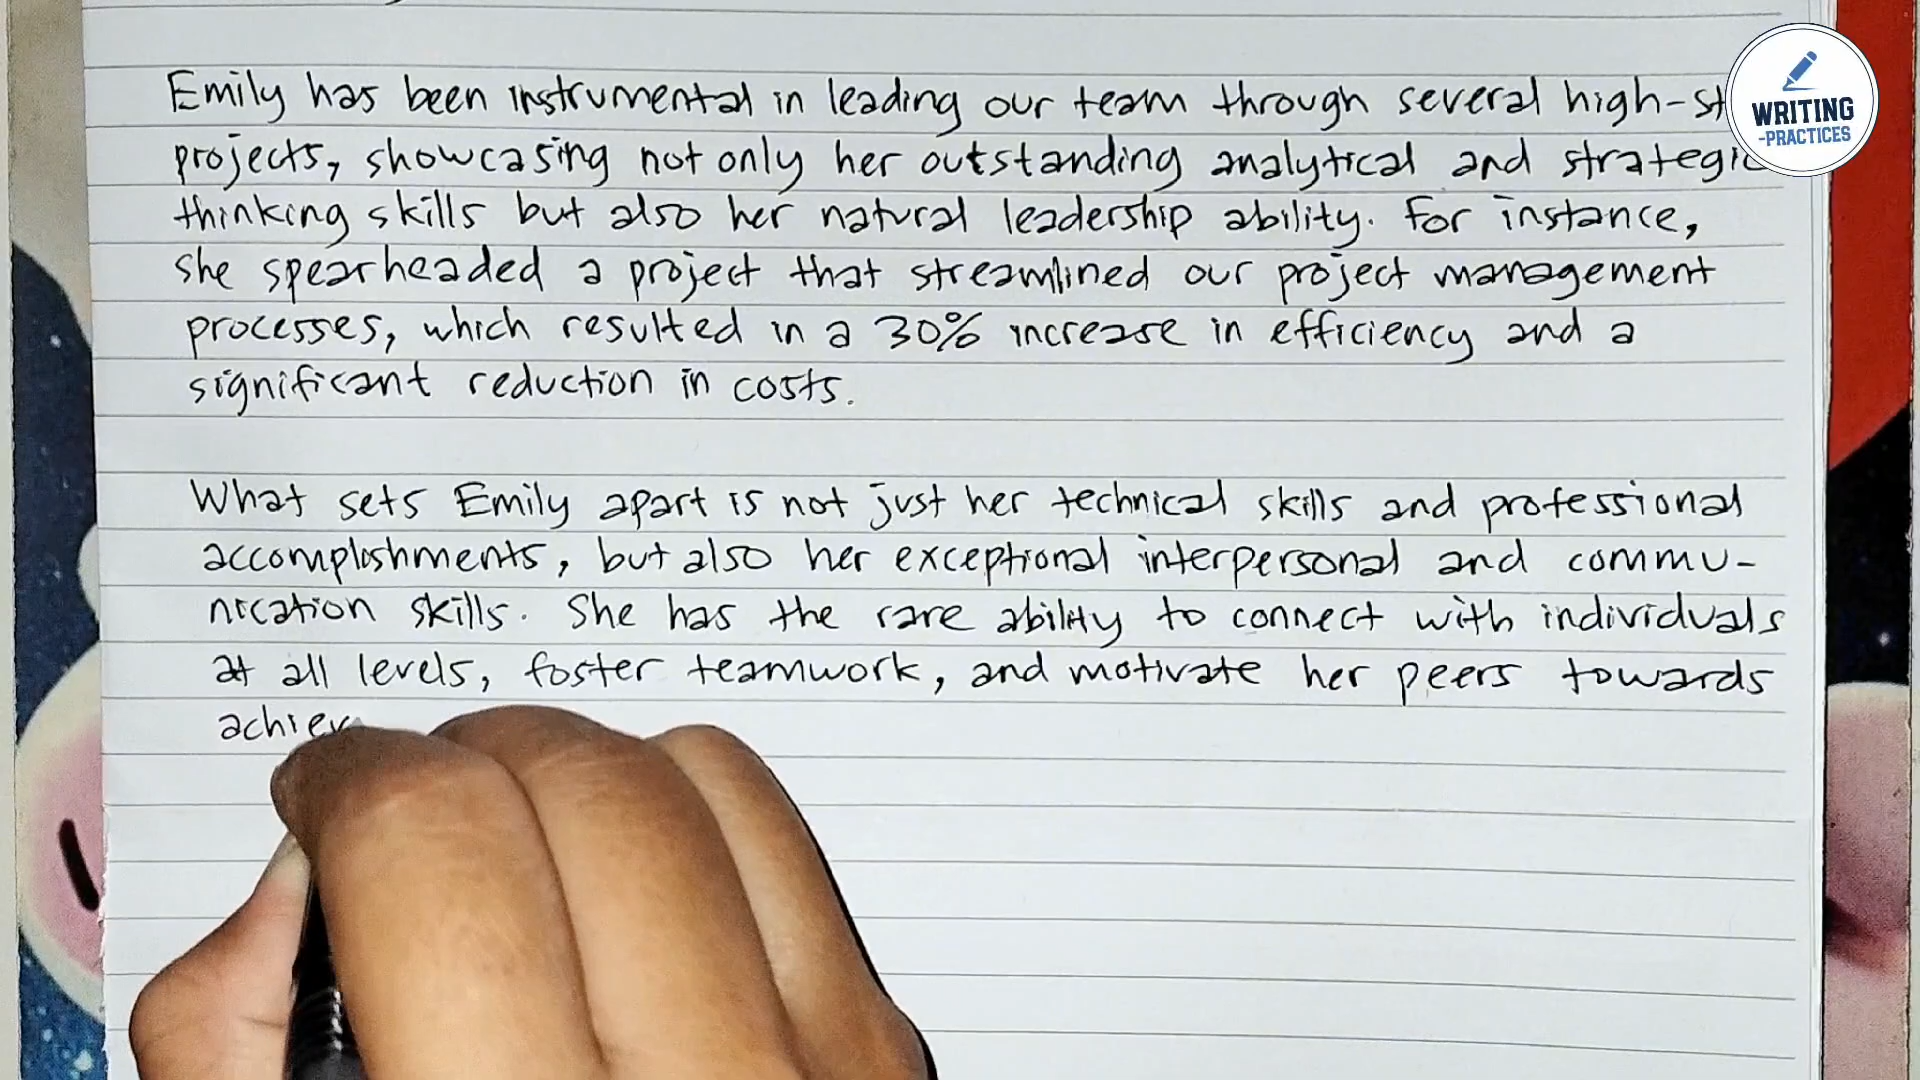 Emily has been instrumental in leading our team through several high-st
projects, showcasing not only her outstanding analytical and strategic
thinking skills but also her natural leadership ability. For instance,
she spearheaded a project that streamlined our project management
processes, which resulted in a 30% increase in efficiency and a
significant reduction in costs.
What sets Emily apart is not just her technical skills and professional
accomplishments, but also her exceptional interpersonal and commu-
nication skills. She has the rare ability to connect with individuals
at all levels, foster teamwork, and motivate her peers towards
achiev
WRITING
-PRACTICES